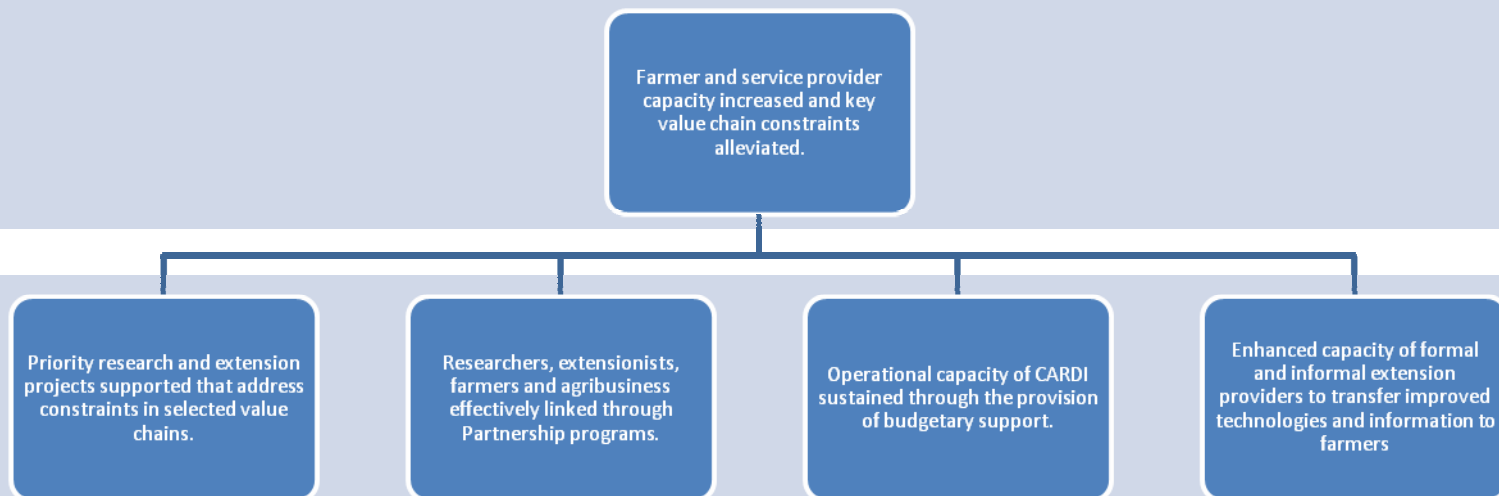 Farmer and service provider
capacity increased and key
value chain constraints
alleviated.
Priority research and extension
projects supported that address
constraints in selected value
chains.
Researchers, extensionists,
farmers and agribusiness
effectively linked through
Partnership programs.
Operational capacity of CARDI
sustained through the provision
of budgetary support.
Enhanced capacity of formal
and informal extension
providers to transfer improved
technologies and information to
farmers